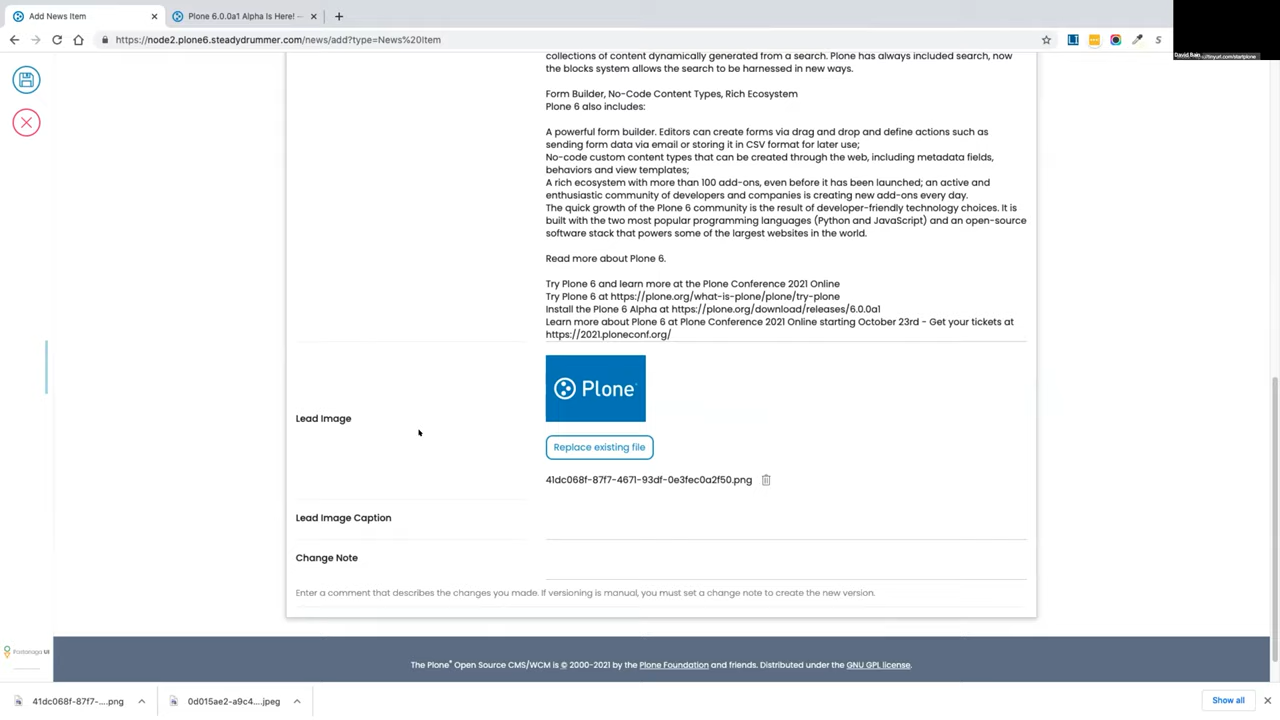 Add News Item
Plone 6.0.0a1 Alpha Is Here! —
https://node2.plone6.steadydrummer.com/news/add?type=News%20Item
David Bain
collections of content dynamically generated from a search. Plone has always included search, now
the blocks system allows the search to be harnessed in new ways.
Form Builder, No-Code Content Types, Rich Ecosystem
Plone 6 also includes:
A powerful form builder. Editors can create forms via drag and drop and define actions such as
sending form data via email or storing it in CSV format for later use;
No-code custom content types that can be created through the web, including metadata fields,
behaviors and view templates;
A rich ecosystem with more than 100 add-ons, even before it has been launched; an active and
enthusiastic community of developers and companies is creating new add-ons every day.
The quick growth of the Plone 6 community is the result of developer-friendly technology choices. It is
built with the two most popular programming languages (Python and JavaScript) and an open-source
software stack that powers some of the largest websites in the world.
Read more about Plone 6.
Try Plone 6 and learn more at the Plone Conference 2021 Online
Try Plone 6 at https://plone.org/what-is-plone/plone/try-plone
Install the Plone 6 Alpha at https://plone.org/download/releases/6.0.0a1
Learn more about Plone 6 at Plone Conference 2021 Online starting October 23rd - Get your tickets at
https://2021.ploneconf.org/
Lead Image
Plone
Replace existing file
41dc068f-87f7-4671-93df-0e3fec0a2f50.png
Lead Image Caption
Change Note
Enter a comment that describes the changes you made. If versioning is manual, you must set a change note to create the new version.
Pastanaga UI
The Plone® Open Source CMS/WCM is © 2000-2021 by the Plone Foundation and friends. Distributed under the GNU GPL license.
41dc068f-87f7-....png
0d015ae2-a9c4....jpeg
Show all